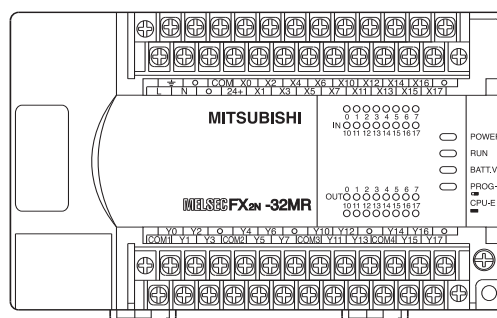 ⏚ ○ COM X0 X2 X4 X6 X10 X12 X14 X16 ○
L N ○ 24+ X1 X3 X5 X7 X11 X13 X15 X17
MITSUBISHI
0 1 2 3 4 5 6 7
IN
10 11 12 13 14 15 16 17
POWER
RUN
BATT.V
PROG-
CPU-E
MELSEC FX2N -32MR
0 1 2 3 4 5 6 7
OUT
10 11 12 13 14 15 16 17
Y0 Y2 ○ Y4 Y6 ○ Y10 Y12 ○ Y14 Y16 ○
COM1 Y1 Y3 COM2 Y5 Y7 COM3 Y11 Y13 COM4 Y15 Y17